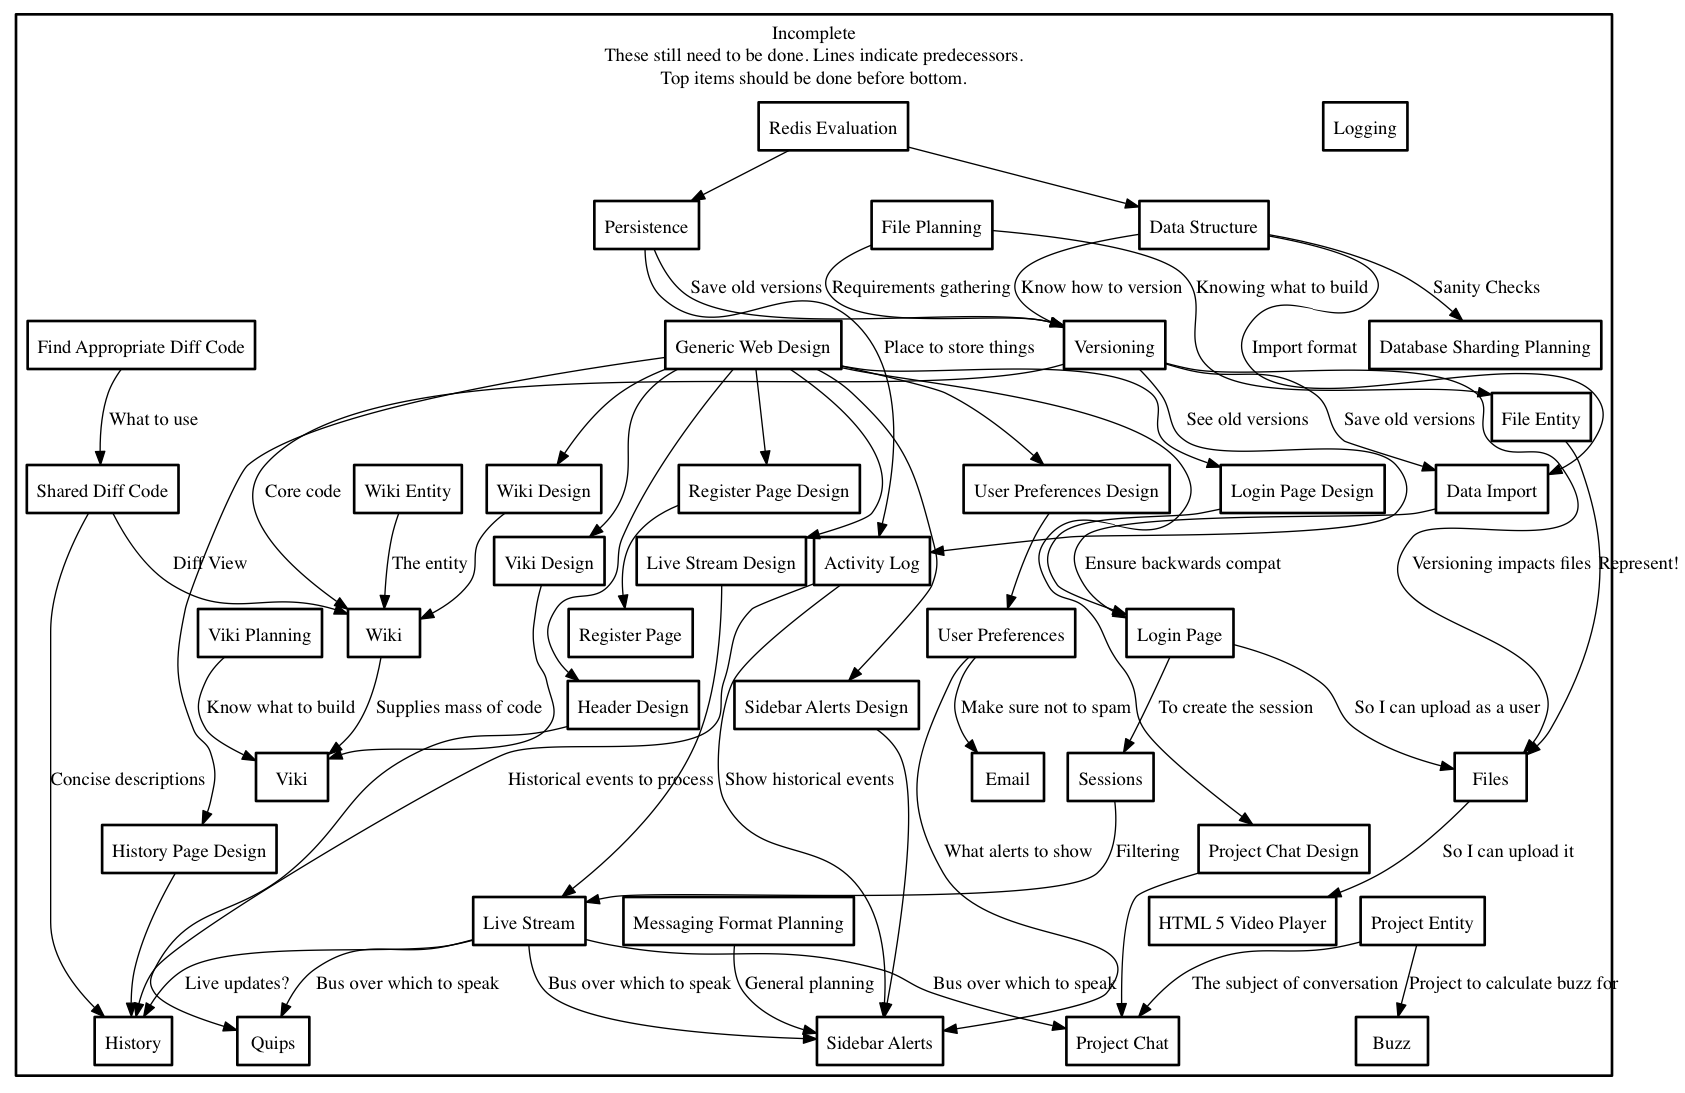 Incomplete
These still need to be done. Lines indicate predecessors.
Top items should be done before bottom.
Redis Evaluation
Logging
Persistence
File Planning
Data Structure
Save old versions
Requirements gathering
Know how to version
Knowing what to build
Sanity Checks
Find Appropriate Diff Code
Generic Web Design
Place to store things
Versioning
Import format
Database Sharding Planning
What to use
See old versions
Save old versions
File Entity
Shared Diff Code
Core code
Wiki Entity
Wiki Design
Register Page Design
User Preferences Design
Login Page Design
Data Import
Diff View
The entity
Viki Design
Live Stream Design
Activity Log
Ensure backwards compat
Versioning impacts files
Represent!
Viki Planning
Wiki
Register Page
User Preferences
Login Page
Know what to build
Supplies mass of code
Header Design
Sidebar Alerts Design
Make sure not to spam
To create the session
So I can upload as a user
Concise descriptions
Viki
Historical events to process
Show historical events
Email
Sessions
Files
History Page Design
What alerts to show
Filtering
Project Chat Design
So I can upload it
Live Stream
Messaging Format Planning
HTML 5 Video Player
Project Entity
Live updates?
Bus over which to speak
Bus over which to speak
General planning
Bus over which to speak
The subject of conversation
Project to calculate buzz for
History
Quips
Sidebar Alerts
Project Chat
Buzz